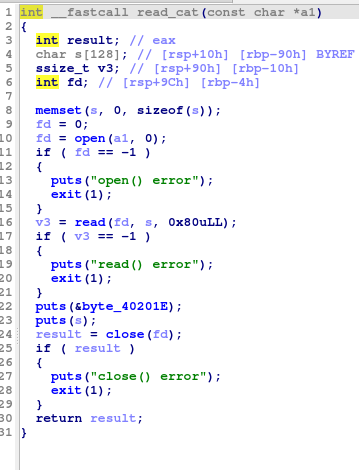 1 int __fastcall read_cat(const char *a1)
2 {
3 int result; // eax
4 char s[128]; // [rsp+10h] [rbp-90h] BYREF
5 ssize_t v3; // [rsp+90h] [rbp-10h]
6 int fd; // [rsp+9Ch] [rbp-4h]
7
8 memset(s, 0, sizeof(s));
9 fd = 0;
10 fd = open(a1, 0);
11 if ( fd == -1 )
12 {
13 puts("open() error");
14 exit(1);
15 }
16 v3 = read(fd, s, 0x80uLL);
17 if ( v3 == -1 )
18 {
19 puts("read() error");
20 exit(1);
21 }
22 puts(&byte_40201E);
23 puts(s);
24 result = close(fd);
25 if ( result )
26 {
27 puts("close() error");
28 exit(1);
29 }
30 return result;
31 }